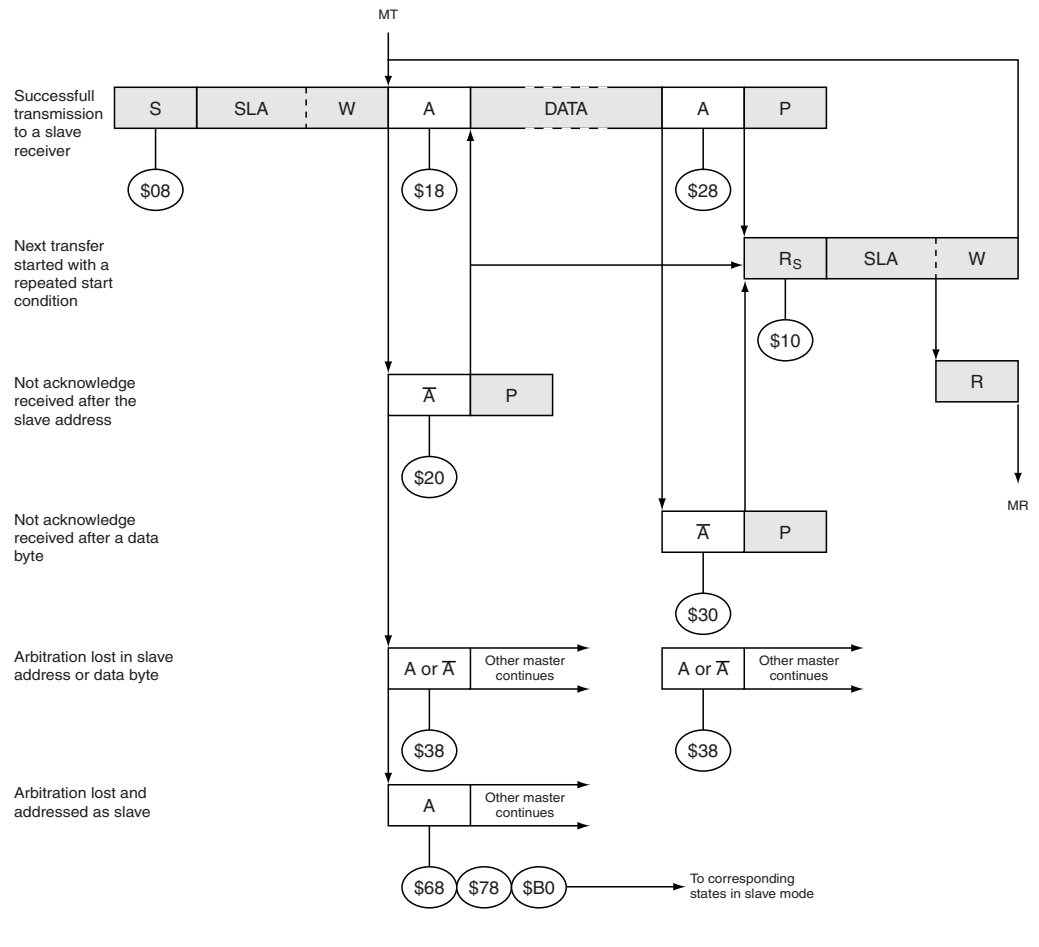 MT
Successfull
transmission
to a slave
receiver
S SLA W A DATA A P
$08 $18 $28
Next transfer
started with a
repeated start
condition
RS SLA W
$10
Not acknowledge
received after the
slave address
A̅ P
R
$20
MR
Not acknowledge
received after a data
byte
A̅ P
$30
Arbitration lost in slave
address or data byte
A or A̅ Other master
continues
A or A̅ Other master
continues
$38 $38
Arbitration lost and
addressed as slave
A Other master
continues
$68 $78 $B0
To corresponding
states in slave mode